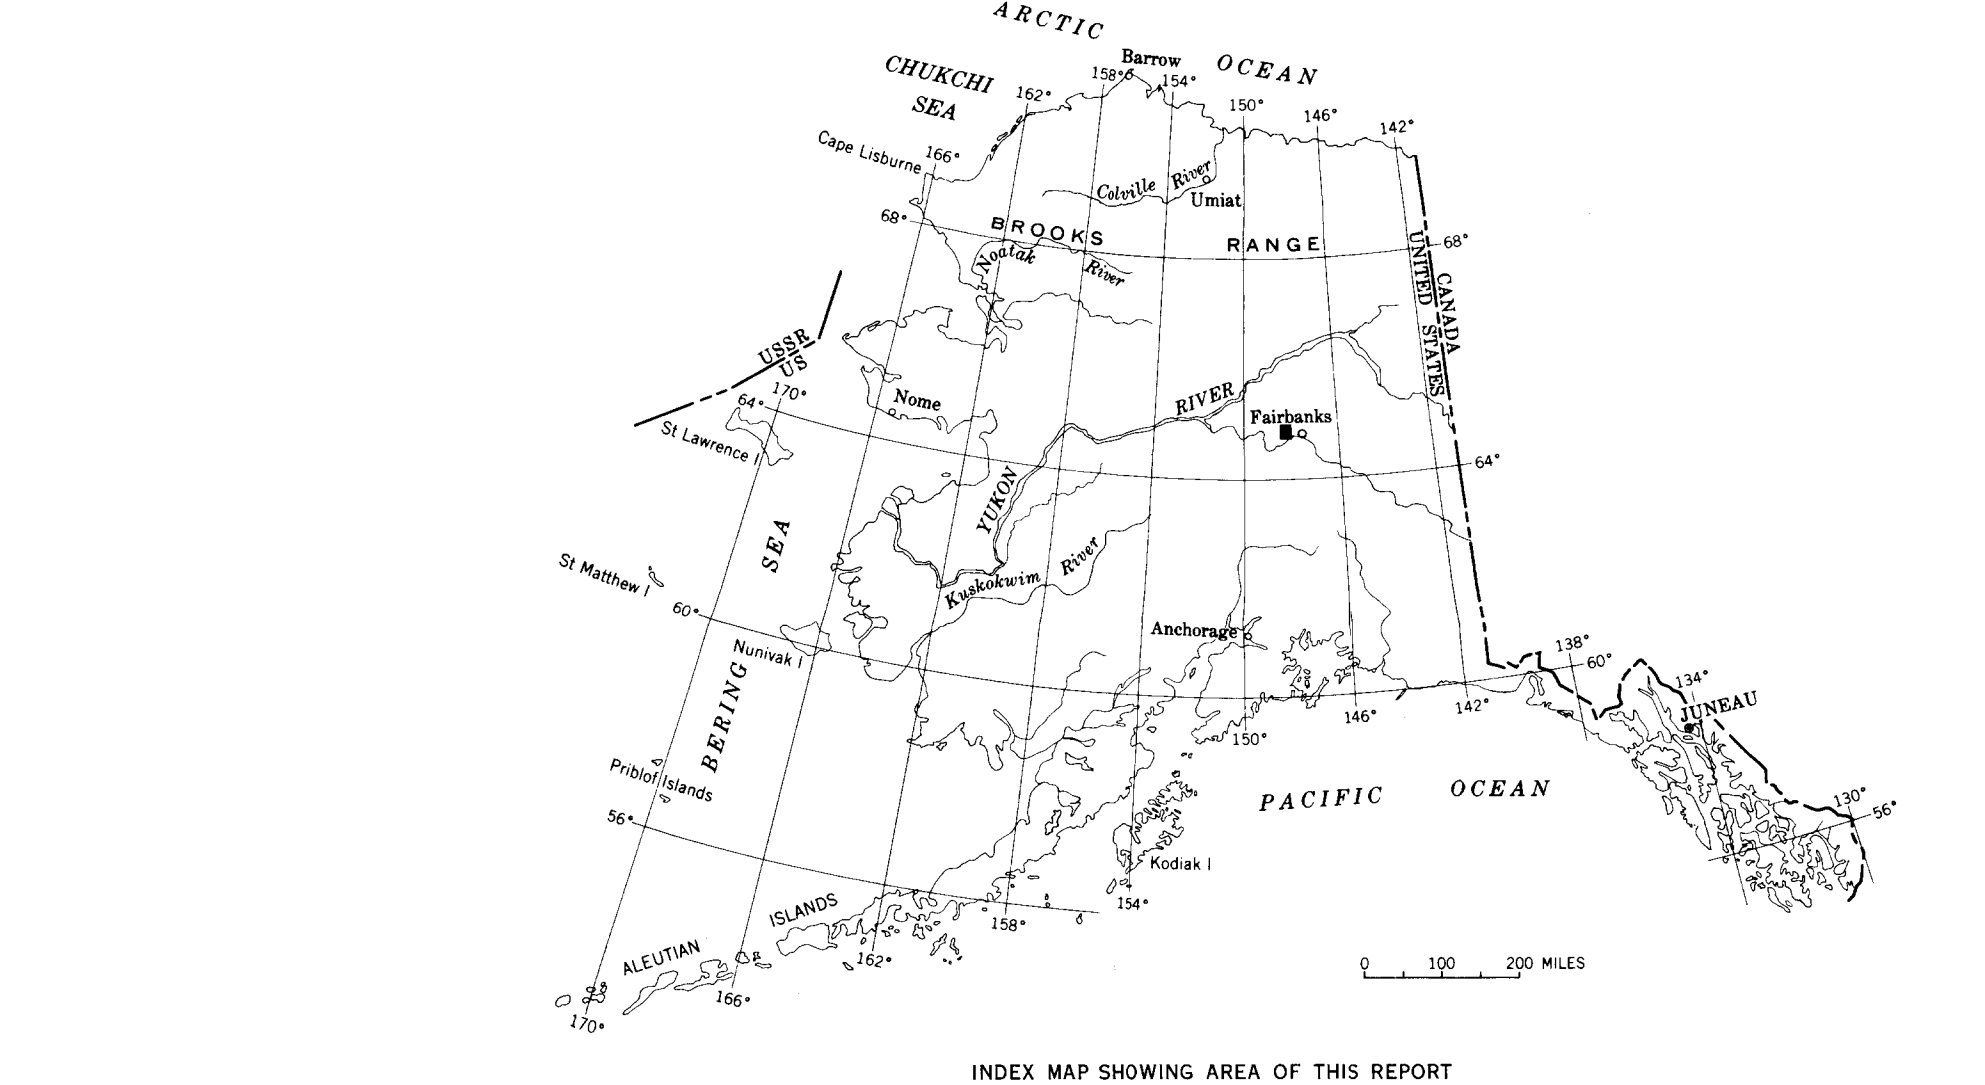 ARCTIC
OCEAN
Barrow
CHUKCHI
SEA
158°
154°
162°
150°
146°
142°
Cape Lisburne
166°
Colville River
Umiat
68°
BROOKS
RANGE
68°
Noatak
River
UNITED STATES
CANADA
USSR
US
170°
64°
Nome
St Lawrence I
RIVER
Fairbanks
64°
YUKON
SEA
St Matthew I
Kuskokwim River
60°
Anchorage
Nunivak I
138°
60°
134°
JUNEAU
BERING
146°
142°
150°
Priblof Islands
PACIFIC OCEAN
130°
56°
56°
Kodiak I
154°
ISLANDS
158°
ALEUTIAN
162°
0 100 200 MILES
166°
170°
INDEX MAP SHOWING AREA OF THIS REPORT